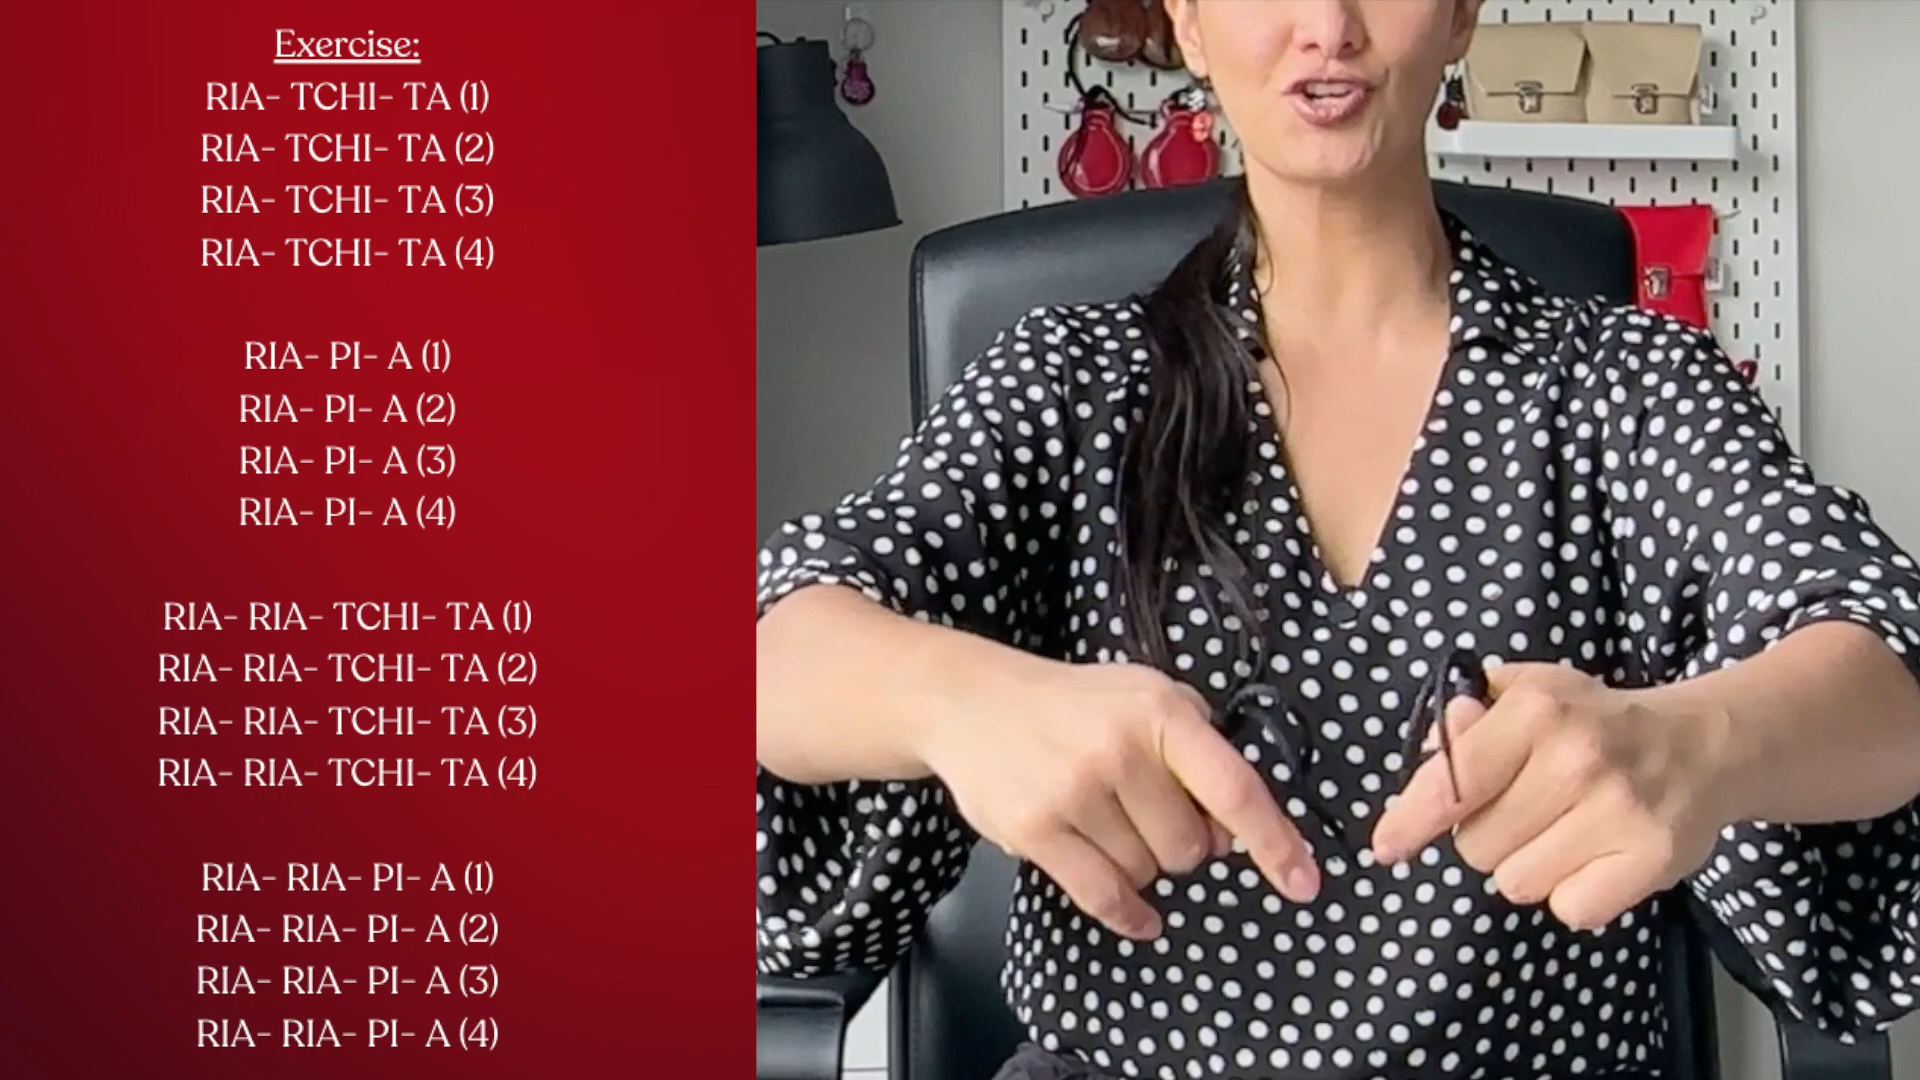 Exercise:
RIA- TCHI- TA (1)
RIA- TCHI- TA (2)
RIA- TCHI- TA (3)
RIA- TCHI- TA (4)
RIA- PI- A (1)
RIA- PI- A (2)
RIA- PI- A (3)
RIA- PI- A (4)
RIA- RIA- TCHI- TA (1)
RIA- RIA- TCHI- TA (2)
RIA- RIA- TCHI- TA (3)
RIA- RIA- TCHI- TA (4)
RIA- RIA- PI- A (1)
RIA- RIA- PI- A (2)
RIA- RIA- PI- A (3)
RIA- RIA- PI- A (4)